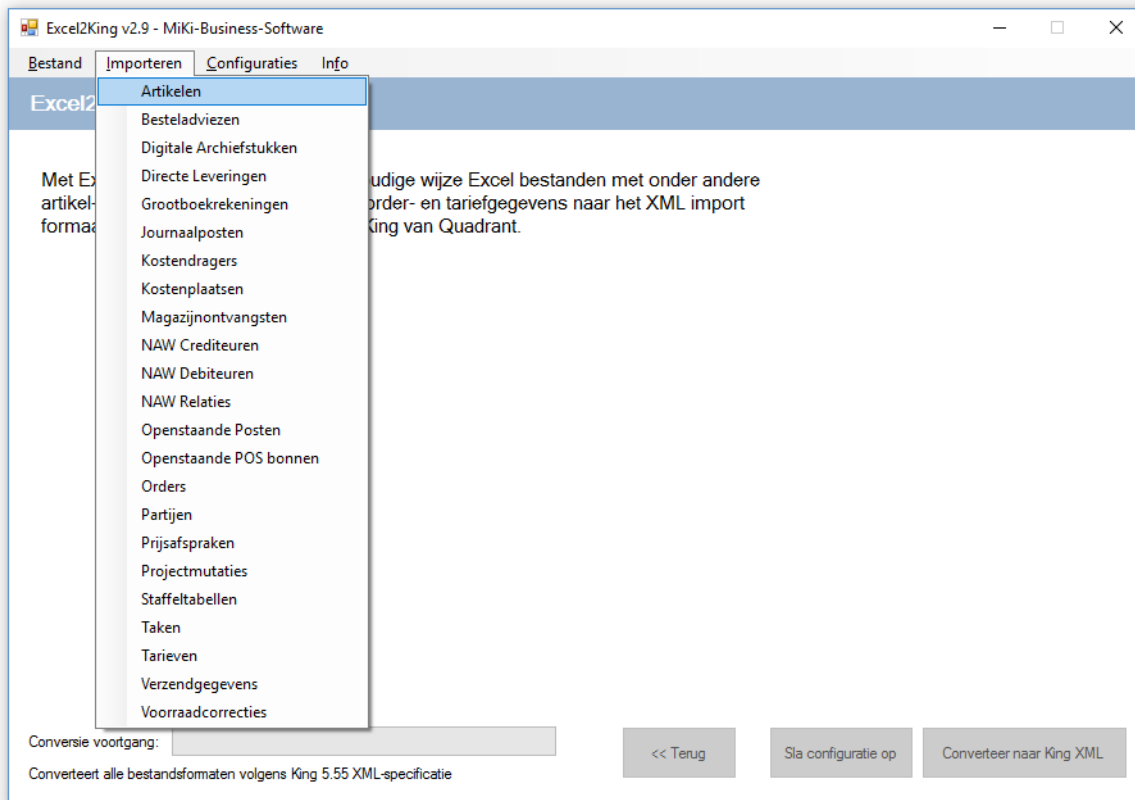 Excel2King v2.9 - MiKi-Business-Software
Bestand Importeren Configuraties Info
Excel2
Artikelen
Besteladviezen
Digitale Archiefstukken
Directe Leveringen
Grootboekrekeningen
Journaalposten
Kostendragers
Kostenplaatsen
Magazijnontvangsten
NAW Crediteuren
NAW Debiteuren
NAW Relaties
Openstaande Posten
Openstaande POS bonnen
Orders
Partijen
Prijsafspraken
Projectmutaties
Staffeltabellen
Taken
Tarieven
Verzendgegevens
Voorraadcorrecties
Met Ex oudige wijze Excel bestanden met onder andere
artikel- order- en tariefgegevens naar het XML import
formaa King van Quadrant.
Conversie voortgang:
<< Terug Sla configuratie op Converteer naar King XML
Converteert alle bestandsformaten volgens King 5.55 XML-specificatie